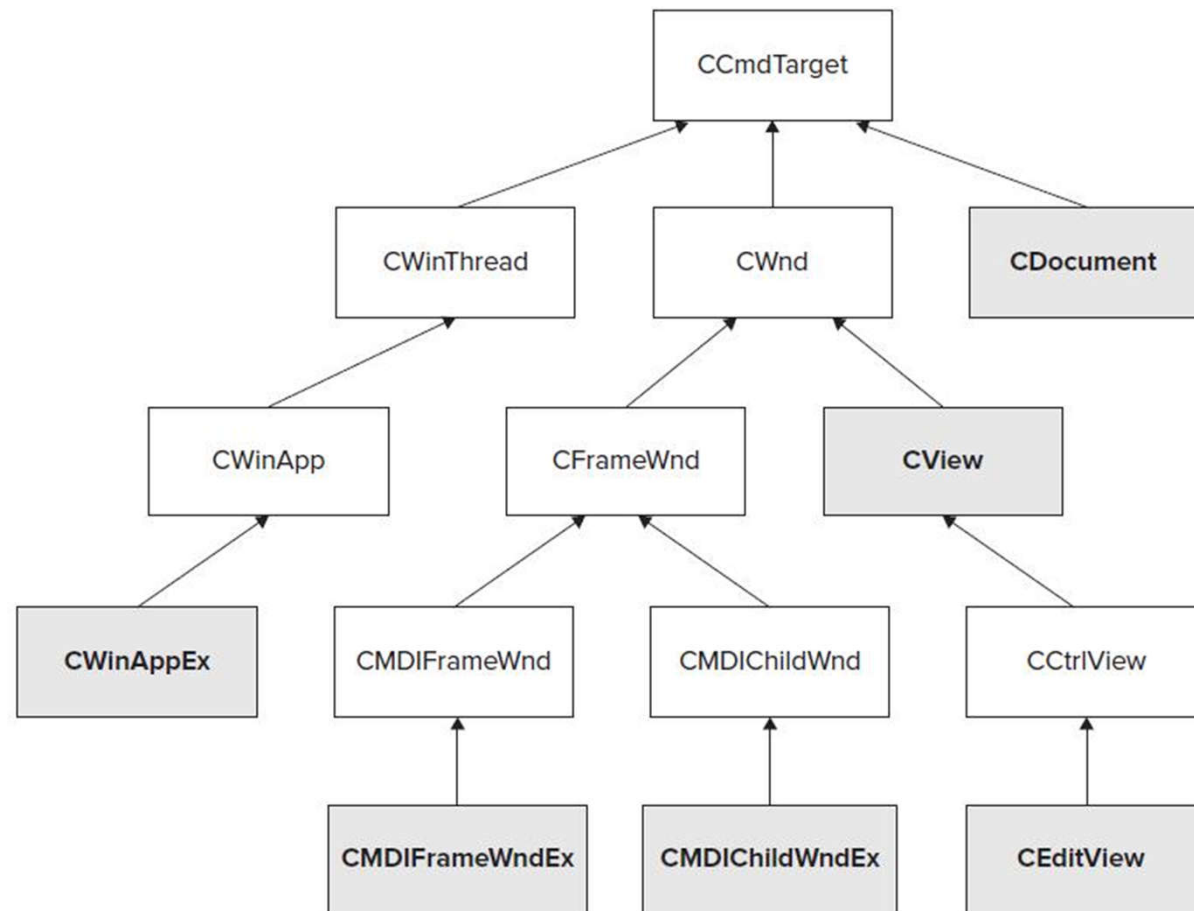 CCmdTarget
CWinThread
CWnd
CDocument
CWinApp
CFrameWnd
CView
CWinAppEx
CMDIFrameWnd
CMDIChildWnd
CCtrlView
CMDIFrameWndEx
CMDIChildWndEx
CEditView